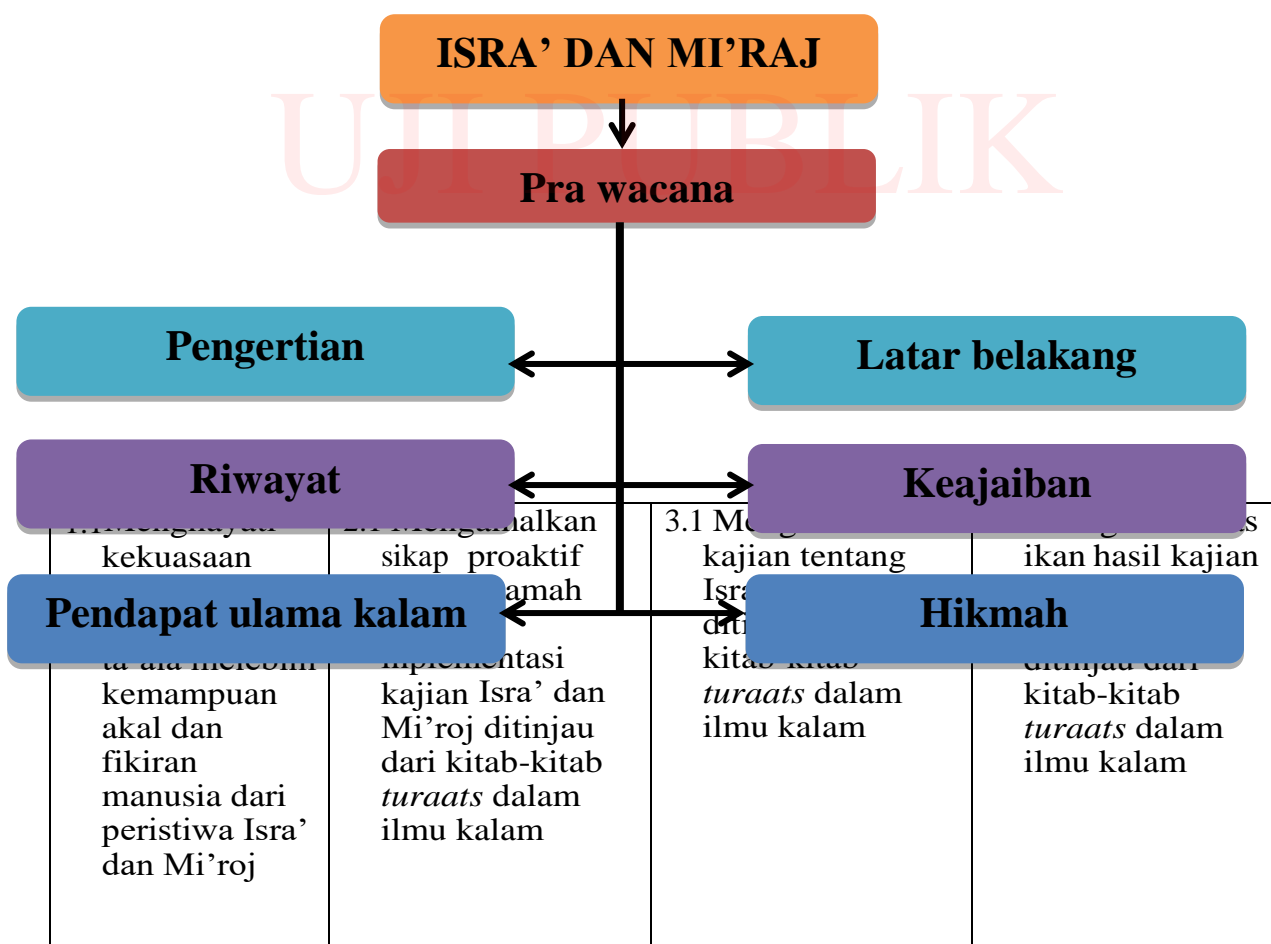 ISRA’ DAN MI’RAJ
UJI PUBLIK
Pra wacana
Pengertian
Latar belakang
Riwayat
Keajaiban
Pendapat ulama kalam
Hikmah
kekuasaan
ta’ala melebihi
kemampuan
akal dan
fikiran
manusia dari
peristiwa Isra’
dan Mi’roj
2.1 Mengamalkan
sikap proaktif
kajian Isra’ dan
Mi’roj ditinjau
dari kitab-kitab
turaats dalam
ilmu kalam
3.1
kajian tentang
kitab-kitab
turaats dalam
ilmu kalam
ikan hasil kajian
ditinjau dari
kitab-kitab
turaats dalam
ilmu kalam